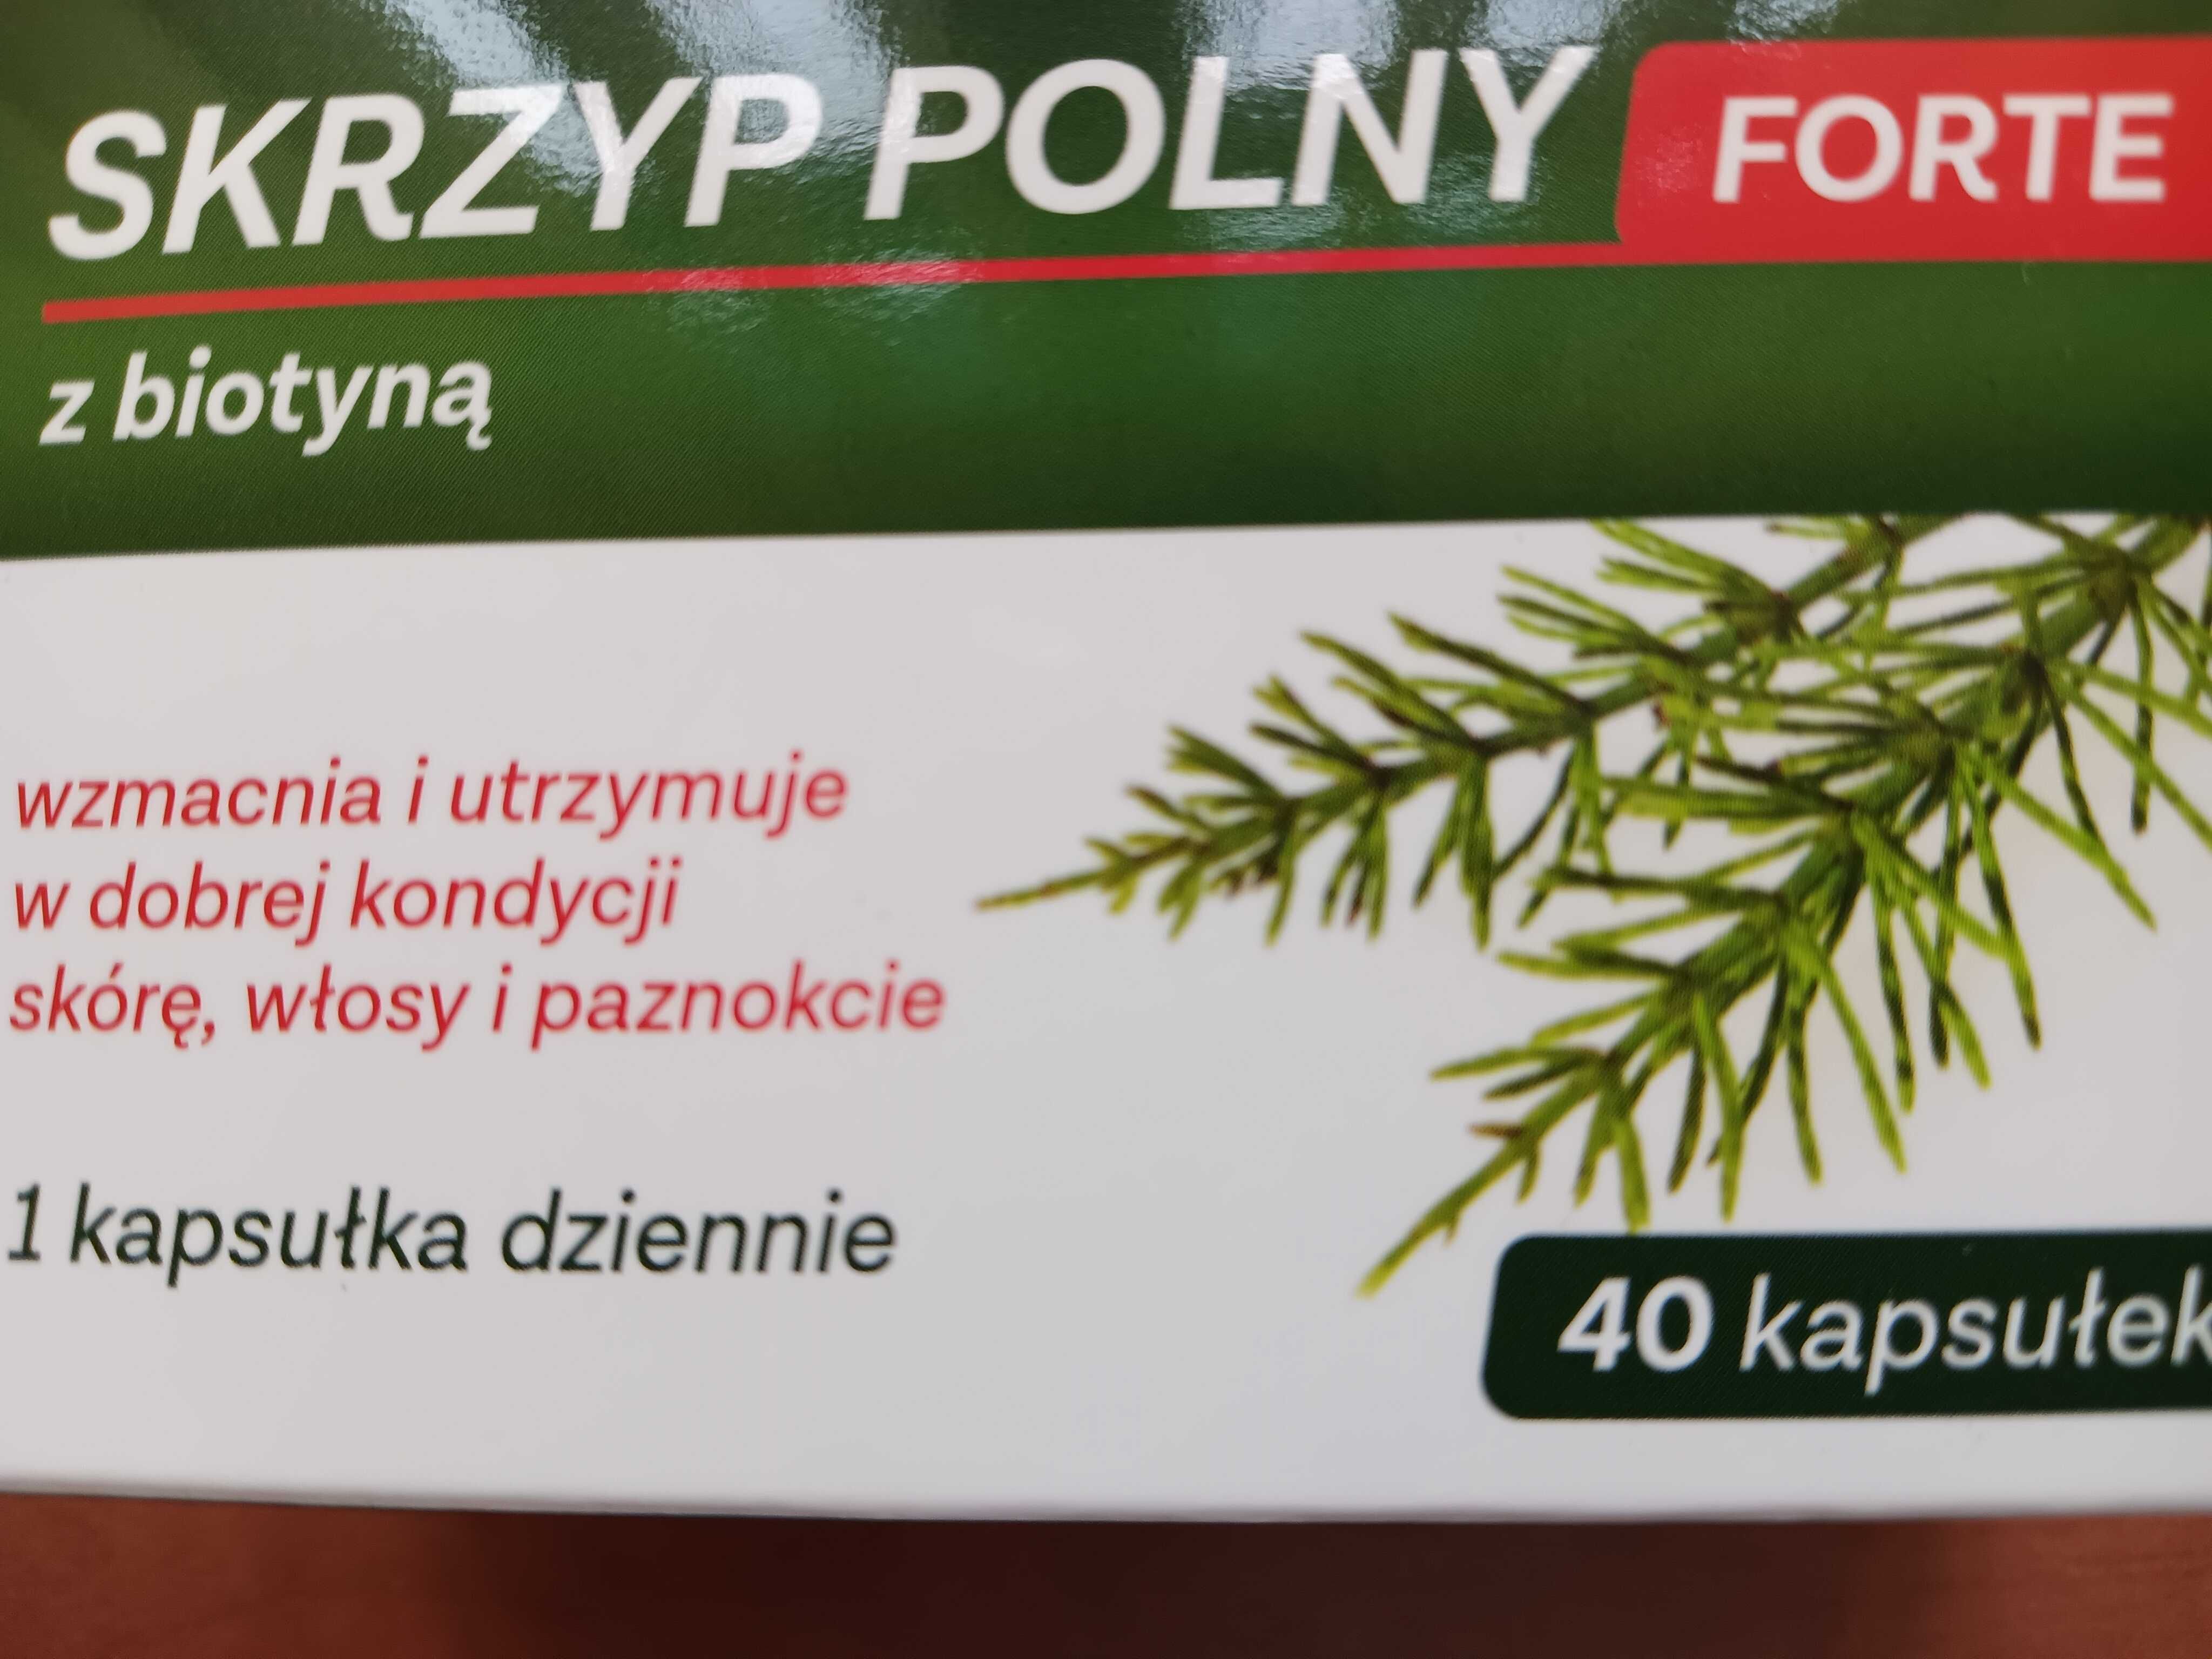 SKRZYP POLNY FORTE
z biotyną
wzmacnia i utrzymuje
w dobrej kondycji
skórę, włosy i paznokcie
1 kapsułka dziennie
40 kapsułek